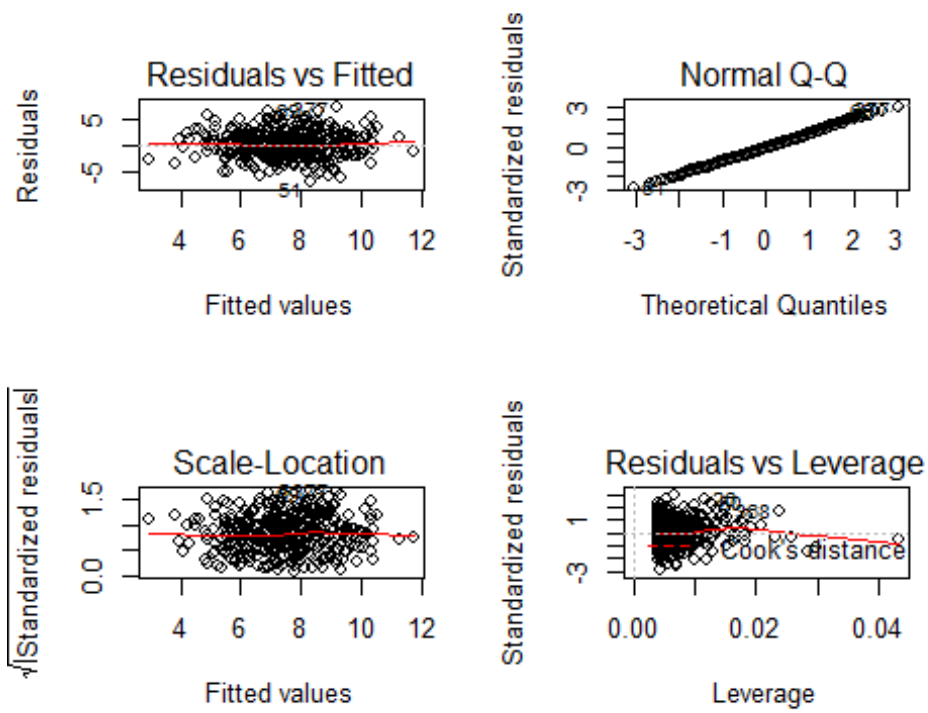 Residuals vs Fitted
Residuals
5
-5
51
4 6 8 10 12
Fitted values
Normal Q-Q
Standardized residuals
3
0
-3
-3 -1 0 1 2 3
Theoretical Quantiles
Scale-Location
√|Standardized residuals|
1.5
0.0
4 6 8 10 12
Fitted values
Residuals vs Leverage
Standardized residuals
1
-3
Cook's distance
0.00 0.02 0.04
Leverage